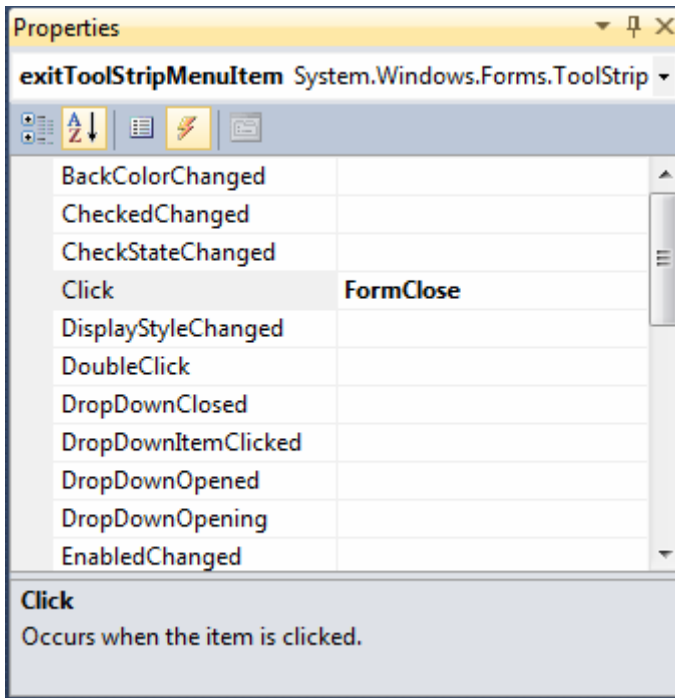 Properties
exitToolStripMenuItem System.Windows.Forms.ToolStrip
BackColorChanged
CheckedChanged
CheckStateChanged
Click FormClose
DisplayStyleChanged
DoubleClick
DropDownClosed
DropDownItemClicked
DropDownOpened
DropDownOpening
EnabledChanged
Click
Occurs when the item is clicked.